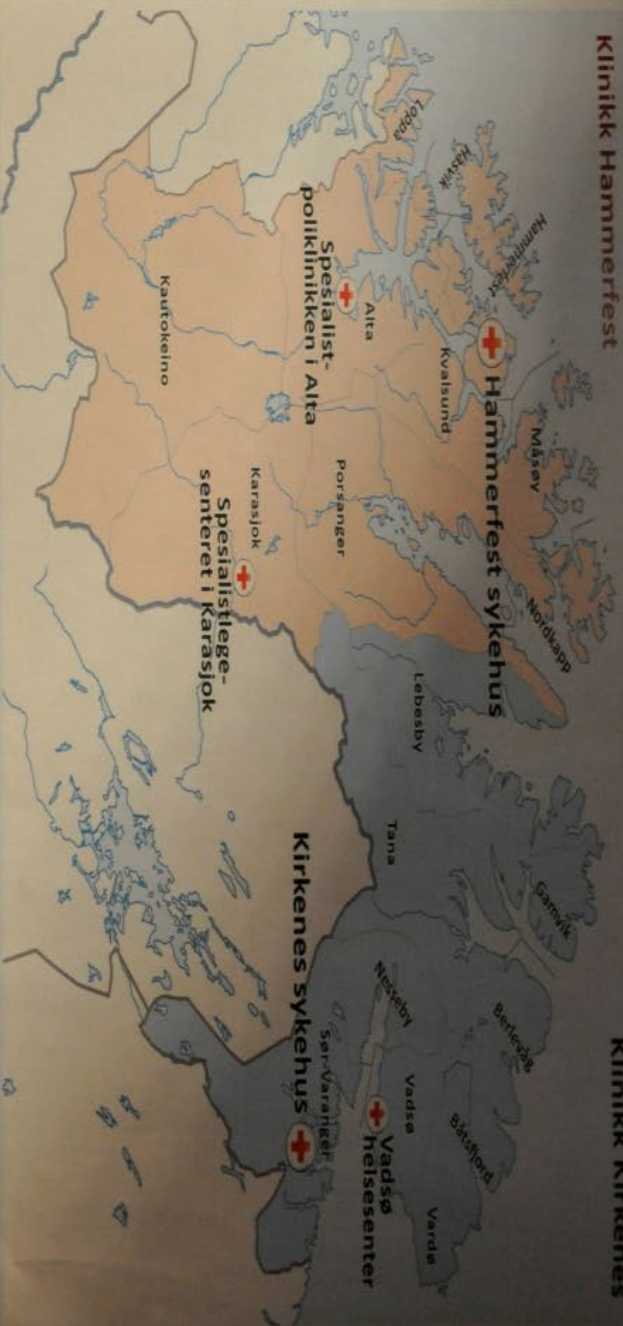 Klinikk Hammerfest
Klinikk Kirkenes
Loppa
Hasvik
Hammerfest
Måsøy
Nordkapp
Hammerfest sykehus
Kvalsund
Alta
Spesialist-
poliklinikken i Alta
Porsanger
Kautokeino
Karasjok
Spesialistlege-
senteret i Karasjok
Lebesby
Gamvik
Tana
Berlevåg
Båtsfjord
Nesseby
Vadsø
Vardø
Vadsø
helsesenter
Sør-Varanger
Kirkenes sykehus